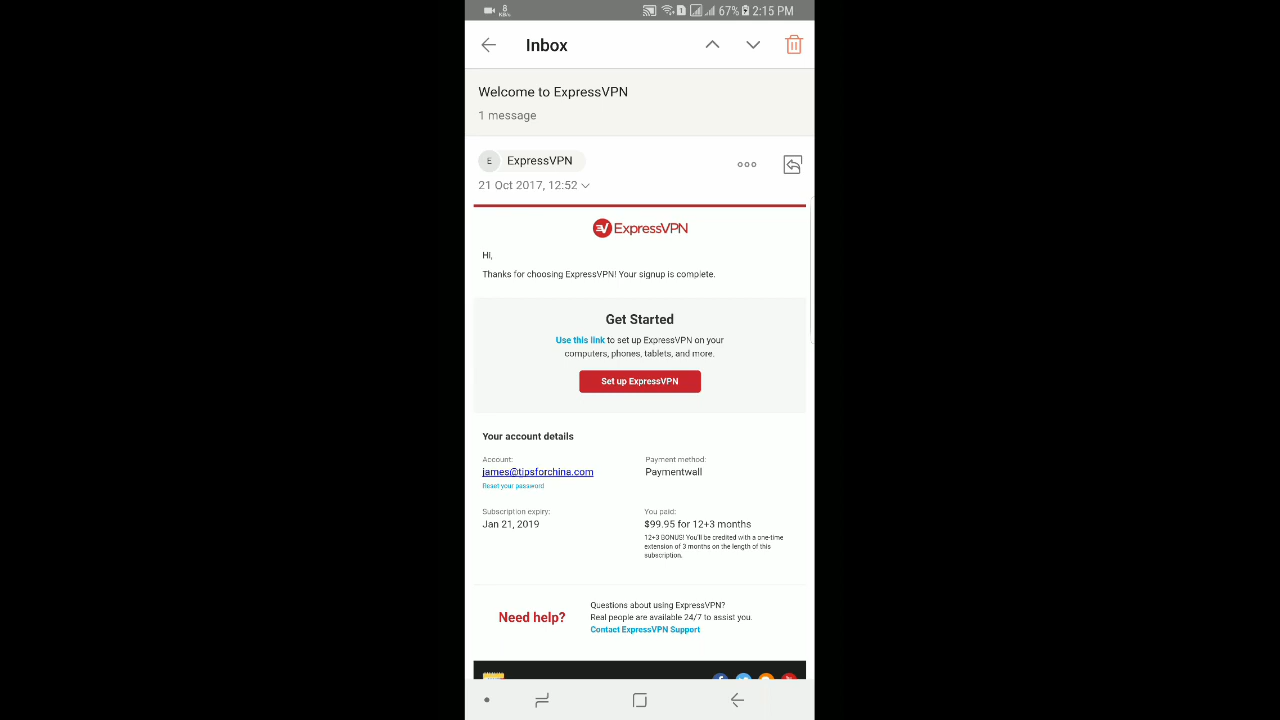 8
KB/s
1
67%
2:15 PM
Inbox
Welcome to ExpressVPN
1 message
E
ExpressVPN
21 Oct 2017, 12:52
ExpressVPN
Hi,
Thanks for choosing ExpressVPN! Your signup is complete.
Get Started
Use this link to set up ExpressVPN on your
computers, phones, tablets, and more.
Set up ExpressVPN
Your account details
Account:
james@tipsforchina.com
Reset your password
Payment method:
Paymentwall
Subscription expiry:
Jan 21, 2019
You paid:
$99.95 for 12+3 months
12+3 BONUS! You'll be credited with a one-time
extension of 3 months on the length of this
subscription.
Need help?
Questions about using ExpressVPN?
Real people are available 24/7 to assist you.
Contact ExpressVPN Support